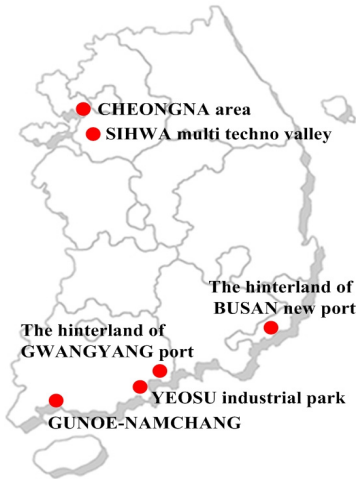 CHEONGNA area
SIHWA multi techno valley
The hinterland of
BUSAN new port
The hinterland of
GWANGYANG port
YEOSU industrial park
GUNOE-NAMCHANG